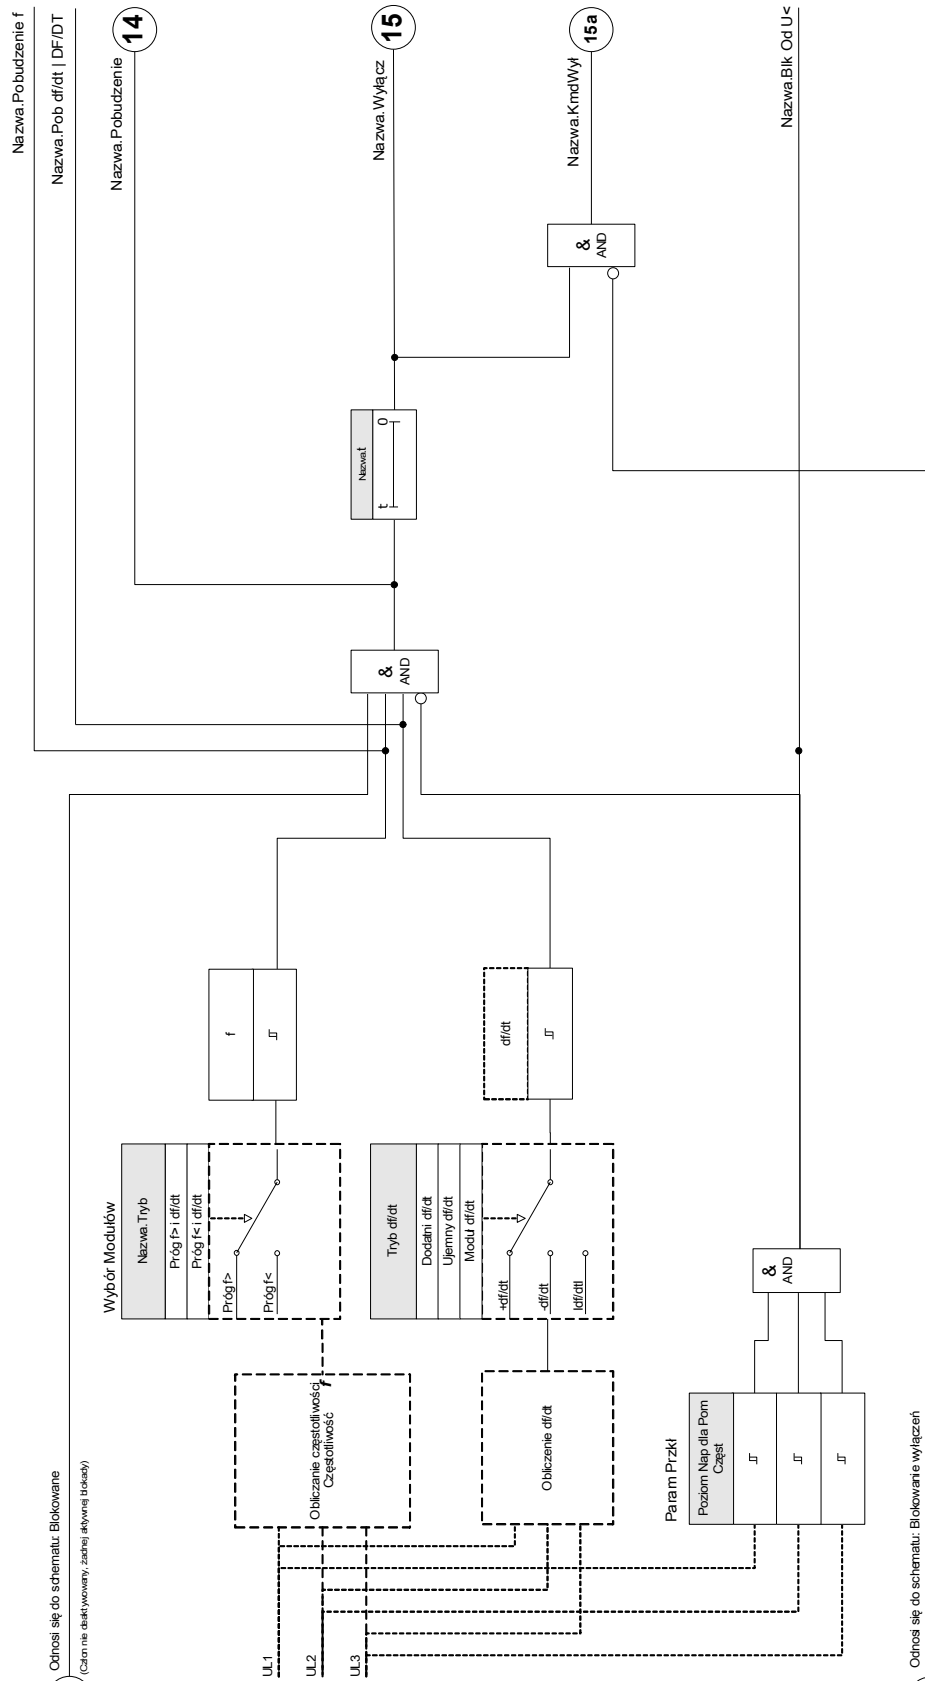 Nazwa.Pobudzenie f
Nazwa.Pob df/dt | DF/DT
14
Nazwa.Pobudzenie
15
Nazwa.Wyłącz
15a
Nazwa.KmdWył
Nazwa.Blk Od U<
&
AND
Nazwa.t
t
0
&
AND
f
df/dt
Wybór Modułów
Nazwa.Tryb
Próg f> i df/dt
Próg f< i df/dt
Próg f>
Próg f<
Tryb df/dt
Dodatni df/dt
Ujemny df/dt
Moduł df/dt
+df/dt
-df/dt
Idf/dtI
&
AND
Obliczanie częstotliwości
f
Częstotliwość
Obliczenie df/dt
Param Przkł
Poziom Nap dla Pom
Częst
Odnosi się do schematu: Blokowane
(Człon nie deaktywowany, żadnej aktywnej blokady)
UL1
UL2
UL3
Odnosi się do schematu: Blokowanie wyłączeń